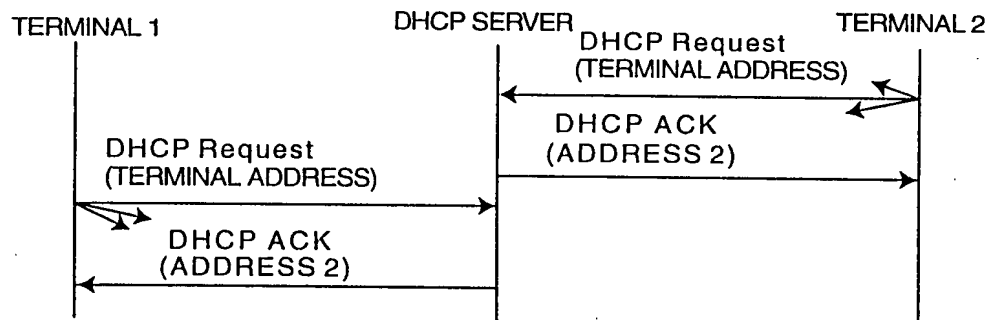 TERMINAL 1
DHCP SERVER
TERMINAL 2
DHCP Request
(TERMINAL ADDRESS)
DHCP ACK
(ADDRESS 2)
DHCP Request
(TERMINAL ADDRESS)
DHCP ACK
(ADDRESS 2)